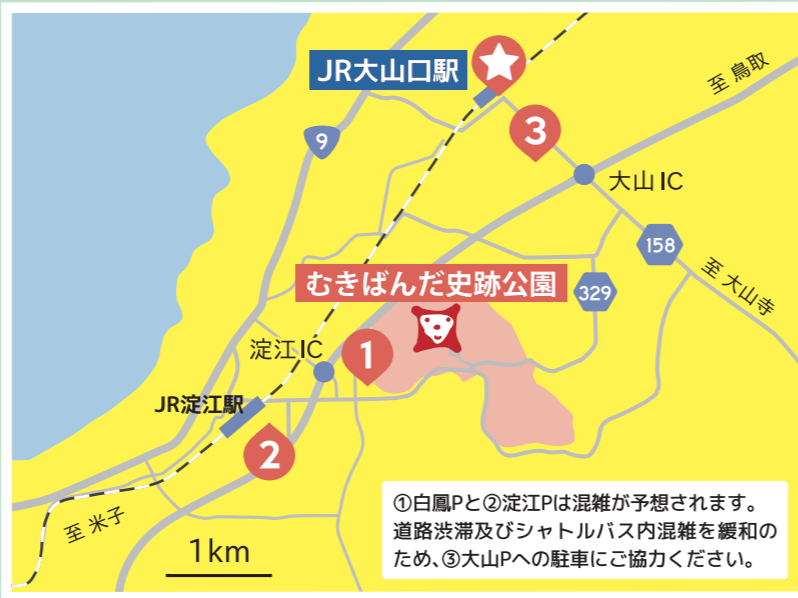 JR大山口駅
至 鳥取
3
9
大山IC
158
むきばんだ史跡公園
329
至 大山寺
淀江IC
1
JR淀江駅
2
至 米子
1km
①白鳳Pと②淀江Pは混雑が予想されます。
道路渋滞及びシャトルバス内混雑を緩和の
ため、③大山Pへの駐車にご協力ください。